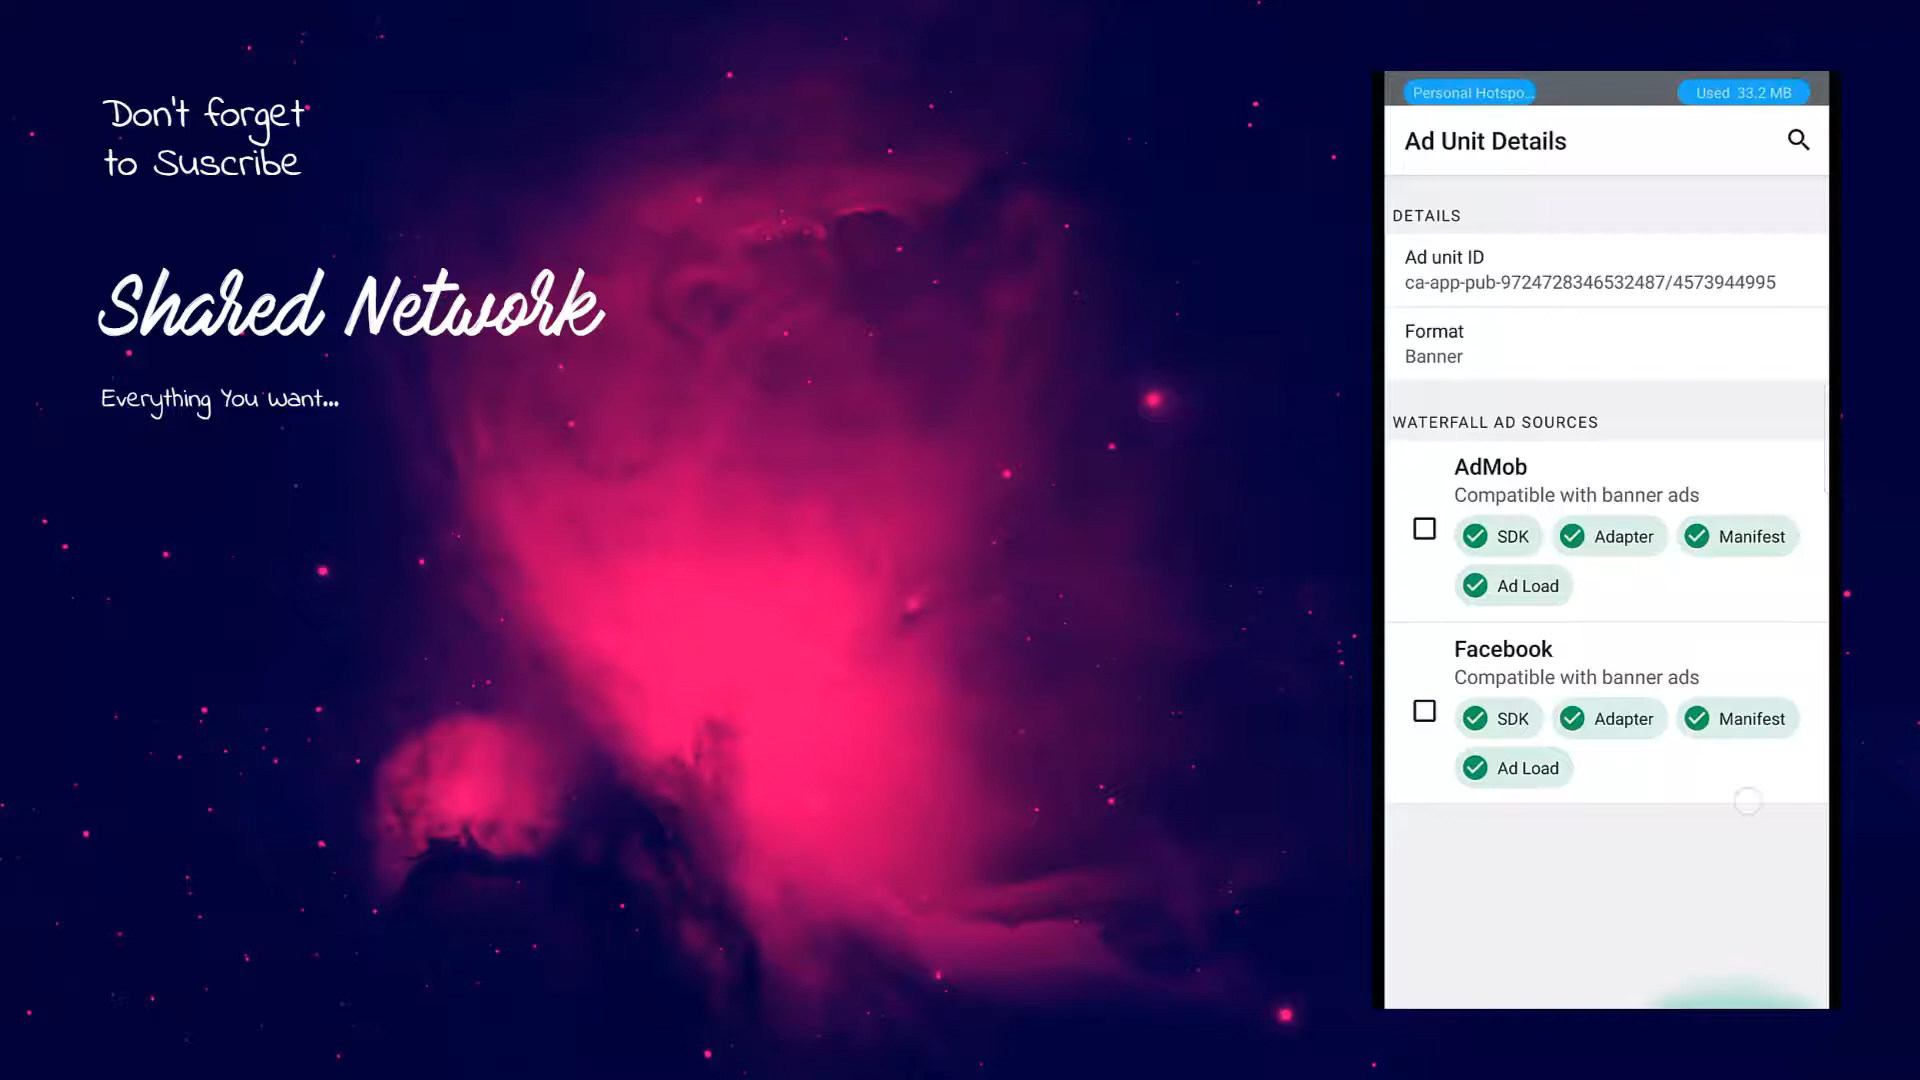 Don't forget
to Suscribe
Shared Network
Everything You Want...
Personal Hotspo...
Used 33.2 MB
Ad Unit Details
DETAILS
Ad unit ID
ca-app-pub-9724728346532487/4573944995
Format
Banner
WATERFALL AD SOURCES
AdMob
Compatible with banner ads
SDK Adapter Manifest
Ad Load
Facebook
Compatible with banner ads
SDK Adapter Manifest
Ad Load